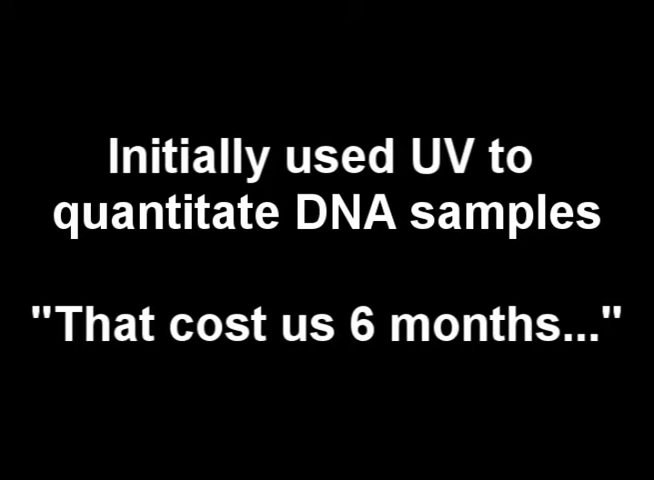 Initially used UV to
quantitate DNA samples
"That cost us 6 months..."